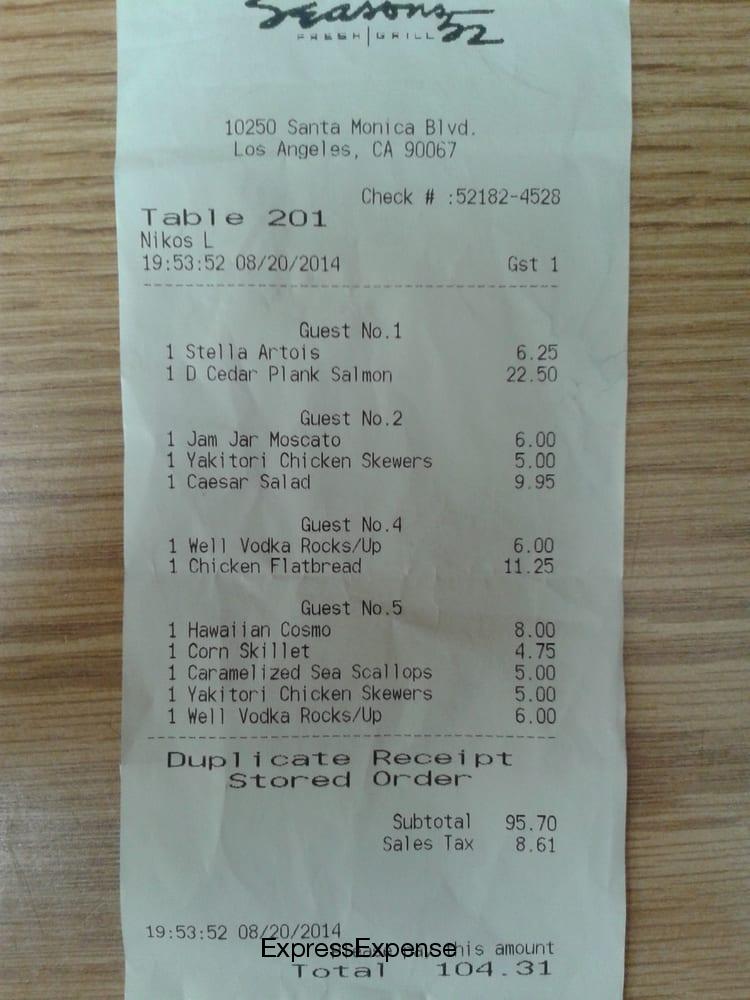 Seasons 52
FRESH | GRILL
10250 Santa Monica Blvd.
Los Angeles, CA 90067
Check # :52182-4528
Table 201
Nikos L
19:53:52 08/20/2014 Gst 1
Guest No.1
1 Stella Artois 6.25
1 D Cedar Plank Salmon 22.50
Guest No.2
1 Jam Jar Moscato 6.00
1 Yakitori Chicken Skewers 5.00
1 Caesar Salad 9.95
Guest No.4
1 Well Vodka Rocks/Up 6.00
1 Chicken Flatbread 11.25
Guest No.5
1 Hawaiian Cosmo 8.00
1 Corn Skillet 4.75
1 Caramelized Sea Scallops 5.00
1 Yakitori Chicken Skewers 5.00
1 Well Vodka Rocks/Up 6.00
Duplicate Receipt
Stored Order
Subtotal 95.70
Sales Tax 8.61
19:53:52 08/20/2014
ExpressExpense
Please pay this amount
Total 104.31